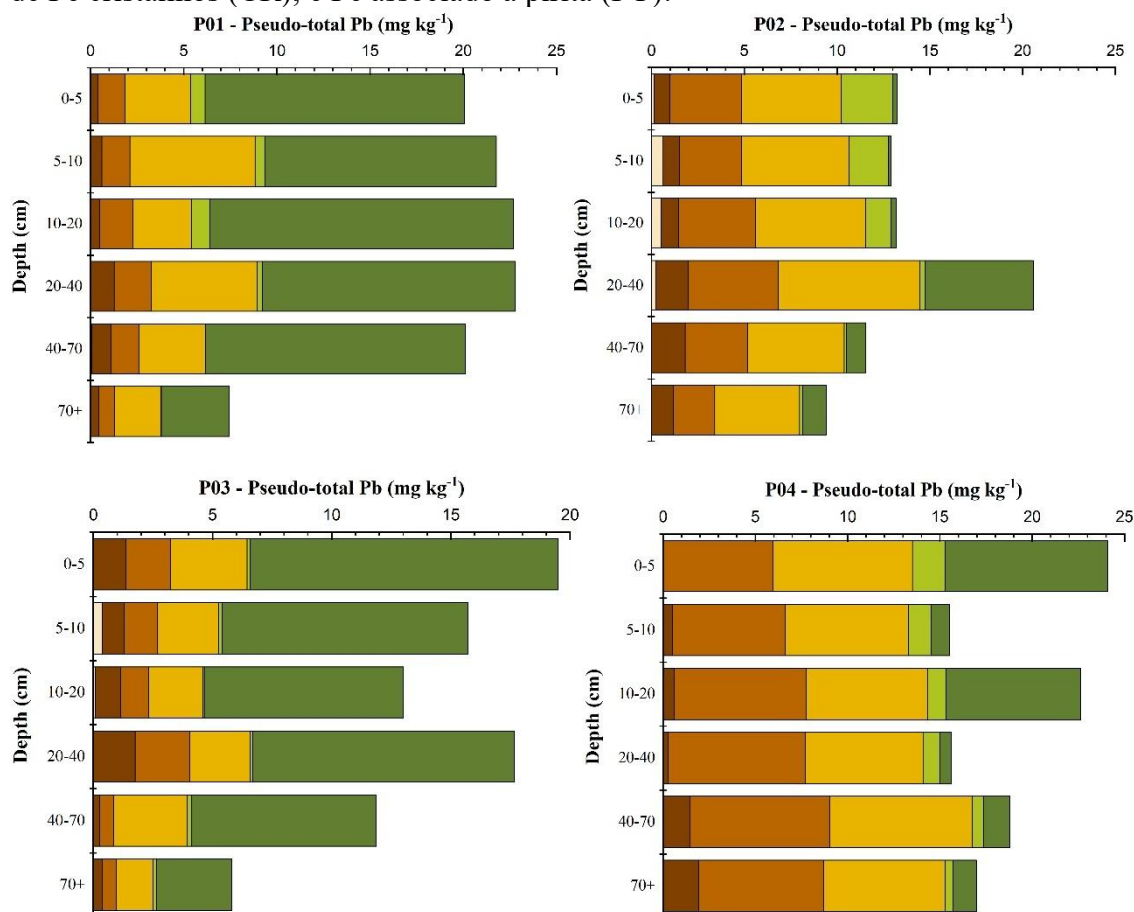 cristalinos (CR), e associado à pirita (PY).
P01 - Pseudo-total Pb (mg kg⁻¹)
0 5 10 15 20 25
Depth (cm)
0-5
5-10
10-20
20-40
40-70
70+
P02 - Pseudo-total Pb (mg kg⁻¹)
0 5 10 15 20 25
Depth (cm)
0-5
5-10
10-20
20-40
40-70
70+
P03 - Pseudo-total Pb (mg kg⁻¹)
0 5 10 15 20
Depth (cm)
0-5
5-10
10-20
20-40
40-70
70+
P04 - Pseudo-total Pb (mg kg⁻¹)
0 5 10 15 20 25
Depth (cm)
0-5
5-10
10-20
20-40
40-70
70+